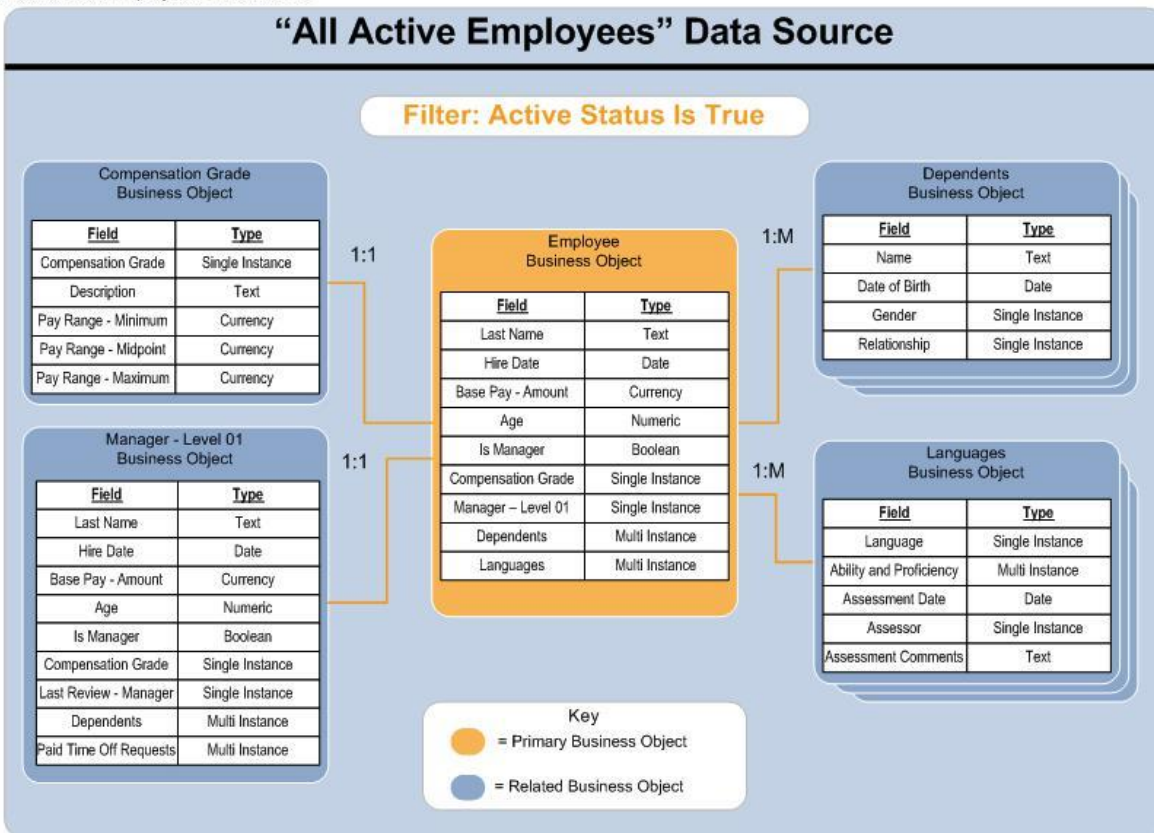 “All Active Employees” Data Source
Filter: Active Status Is True
Compensation Grade
Business Object
Field Type
Compensation Grade Single Instance
Description Text
Pay Range - Minimum Currency
Pay Range - Midpoint Currency
Pay Range - Maximum Currency
1:1
Manager - Level 01
Business Object
Field Type
Last Name Text
Hire Date Date
Base Pay - Amount Currency
Age Numeric
Is Manager Boolean
Compensation Grade Single Instance
Last Review - Manager Single Instance
Dependents Multi Instance
Paid Time Off Requests Multi Instance
1:1
Employee
Business Object
Field Type
Last Name Text
Hire Date Date
Base Pay - Amount Currency
Age Numeric
Is Manager Boolean
Compensation Grade Single Instance
Manager – Level 01 Single Instance
Dependents Multi Instance
Languages Multi Instance
1:M
Dependents
Business Object
Field Type
Name Text
Date of Birth Date
Gender Single Instance
Relationship Single Instance
1:M
Languages
Business Object
Field Type
Language Single Instance
Ability and Proficiency Multi Instance
Assessment Date Date
Assessor Single Instance
Assessment Comments Text
Key
= Primary Business Object
= Related Business Object